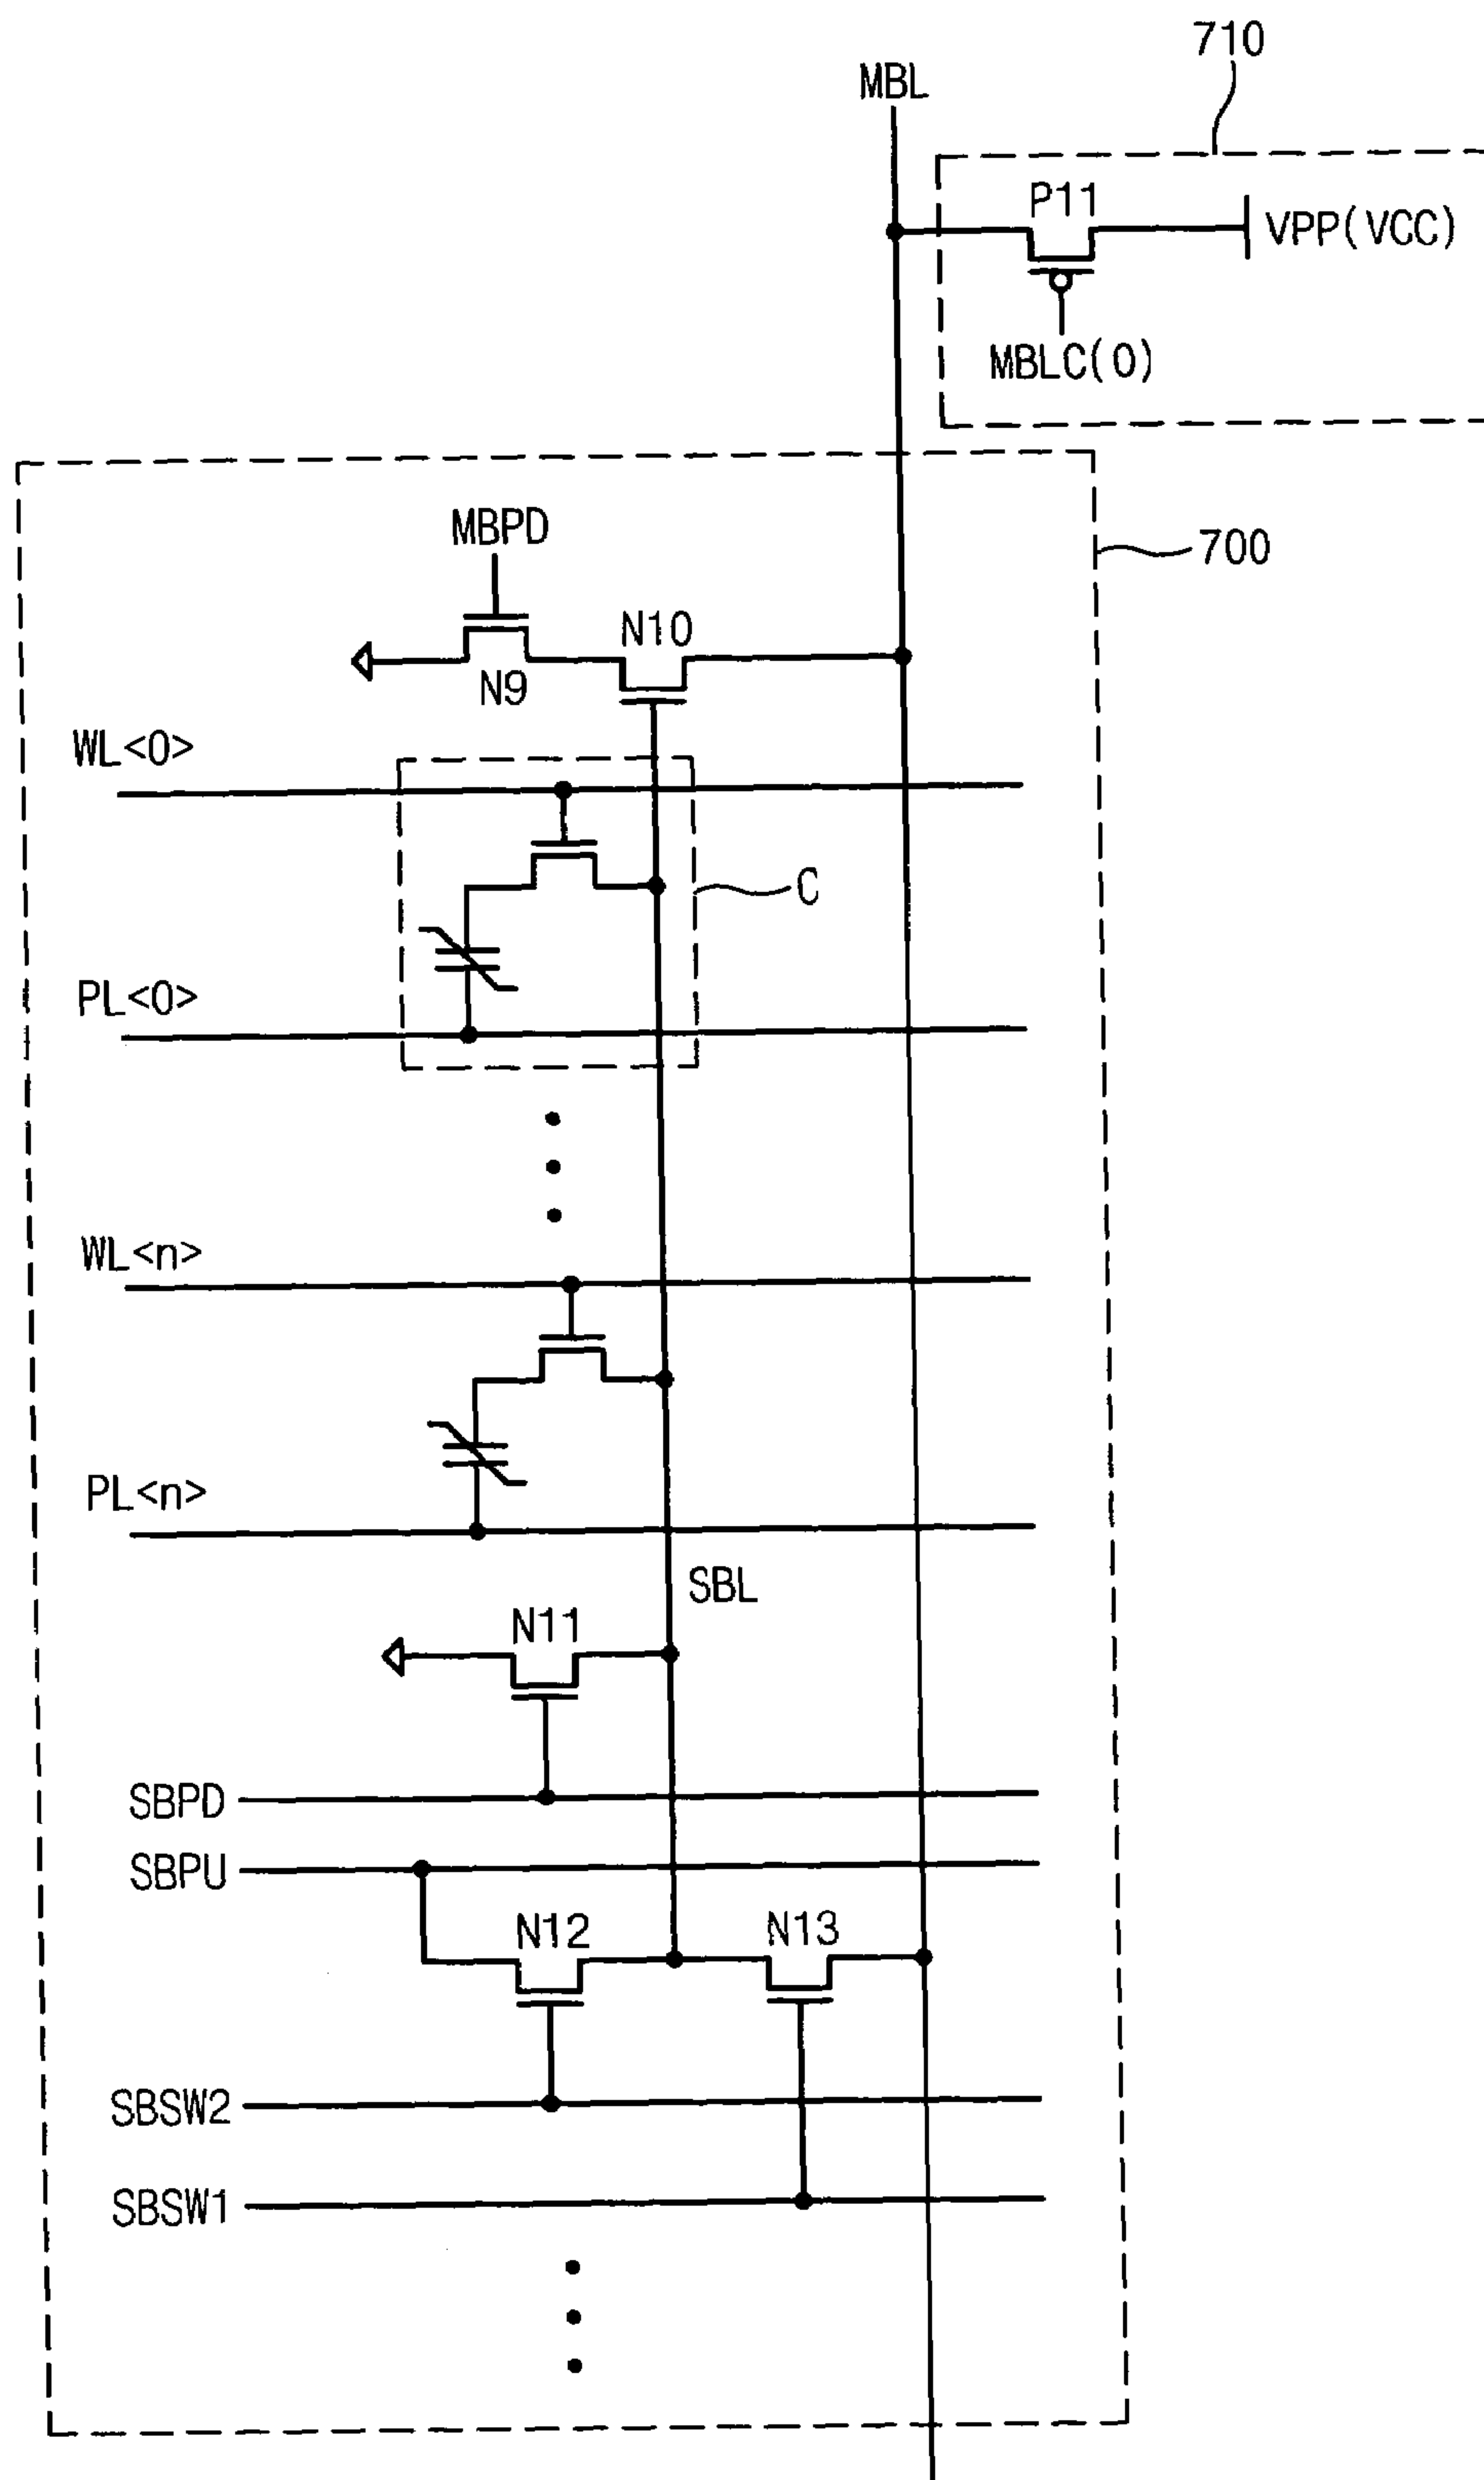 710
MBL
P11
VPP(VCC)
MBLC(0)
MBPD
700
N10
N9
WL<0>
C
PL<0>
WL<n>
PL<n>
SBL
N11
SBPD
SBPU
N12
N13
SBSW2
SBSW1